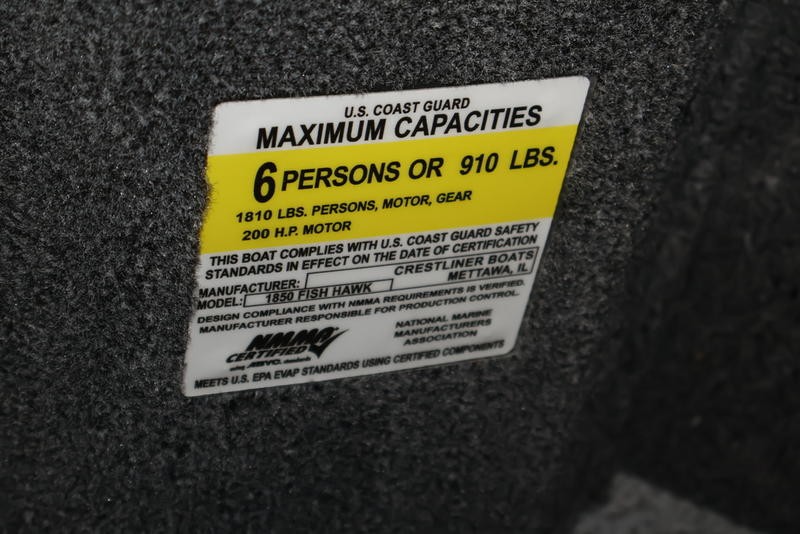 U.S. COAST GUARD
MAXIMUM CAPACITIES
6 PERSONS OR 910 LBS.
1810 LBS. PERSONS, MOTOR, GEAR
200 H.P. MOTOR
THIS BOAT COMPLIES WITH U.S. COAST GUARD SAFETY
STANDARDS IN EFFECT ON THE DATE OF CERTIFICATION
MANUFACTURER: CRESTLINER BOATS
METTAWA, IL
MODEL: 1850 FISH HAWK
DESIGN COMPLIANCE WITH NMMA REQUIREMENTS IS VERIFIED.
MANUFACTURER RESPONSIBLE FOR PRODUCTION CONTROL.
NMMA
CERTIFIED
using ABYC. standards
NATIONAL MARINE
MANUFACTURERS
ASSOCIATION
MEETS U.S. EPA EVAP STANDARDS USING CERTIFIED COMPONENTS